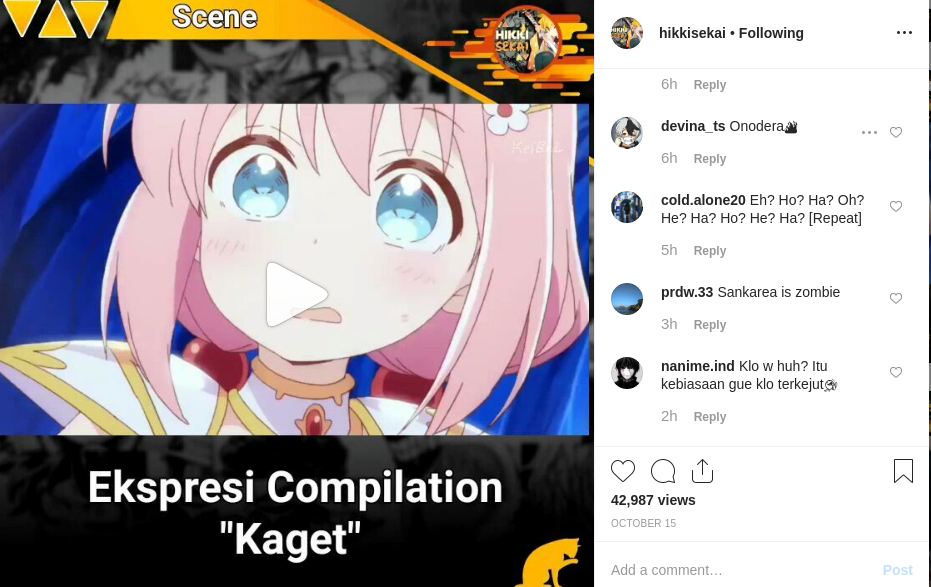 Scene
HIKKI
SEKAI
KeiBeL
Ekspresi Compilation
"Kaget"
hikkisekai • Following
6h Reply
devina_ts Onodera
6h Reply
cold.alone20 Eh? Ho? Ha? Oh?
He? Ha? Ho? He? Ha? [Repeat]
5h Reply
prdw.33 Sankarea is zombie
3h Reply
nanime.ind Klo w huh? Itu
kebiasaan gue klo terkejut
2h Reply
42,987 views
OCTOBER 15
Add a comment… Post